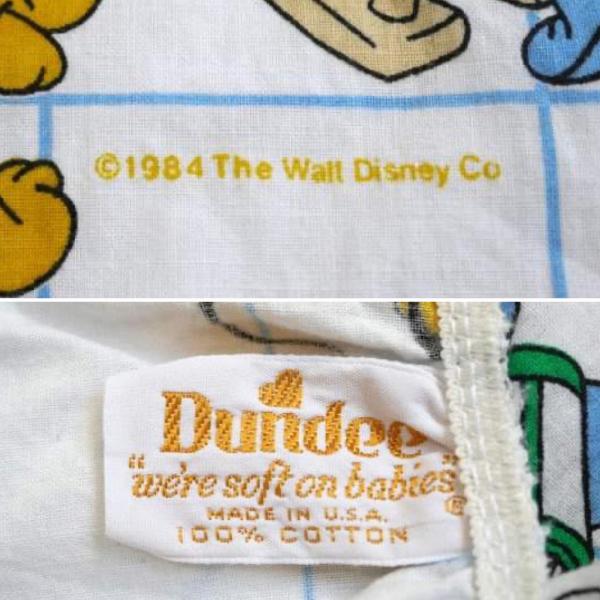 ©1984 The Walt Disney Co
Dundee
"we're soft on babies"®
MADE IN U.S.A.
100% COTTON